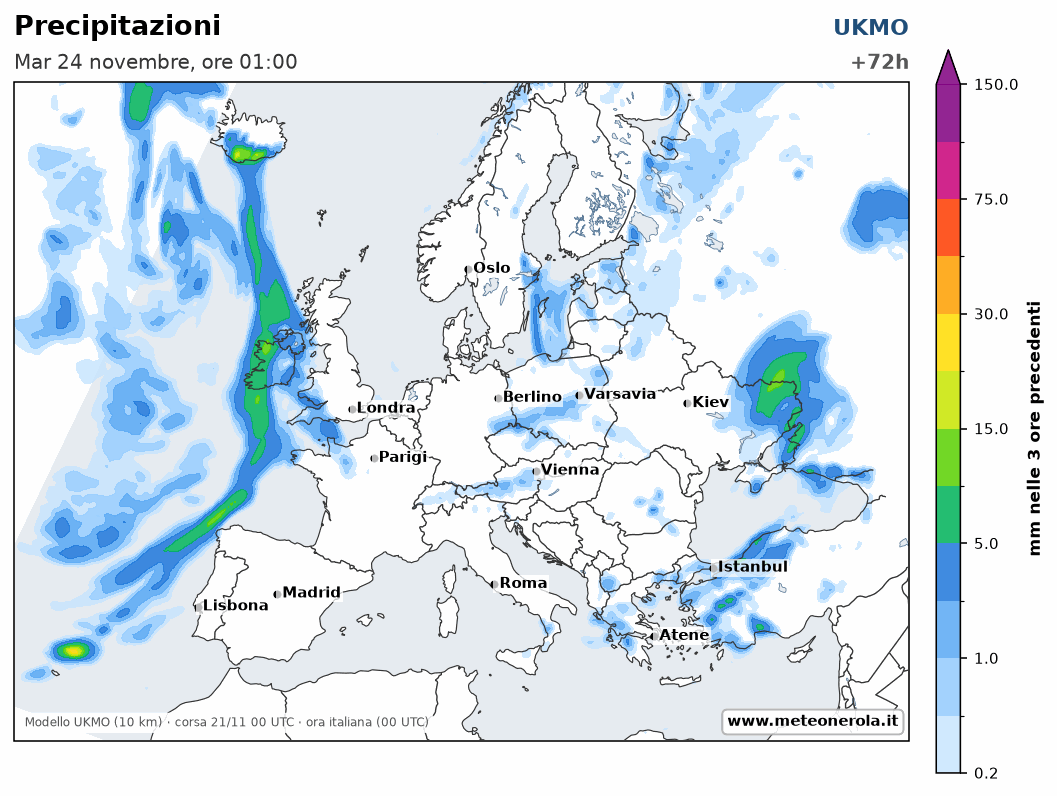 Precipitazioni
UKMO
Mar 24 novembre, ore 01:00
+72h
150.0
75.0
30.0
15.0
5.0
1.0
0.2
mm nelle 3 ore precedenti
Oslo
Berlino
Varsavia
Kiev
Londra
Parigi
Vienna
Istanbul
Roma
Madrid
Lisbona
Atene
Modello UKMO (10 km) · corsa 21/11 00 UTC · ora italiana (00 UTC)
www.meteonerola.it